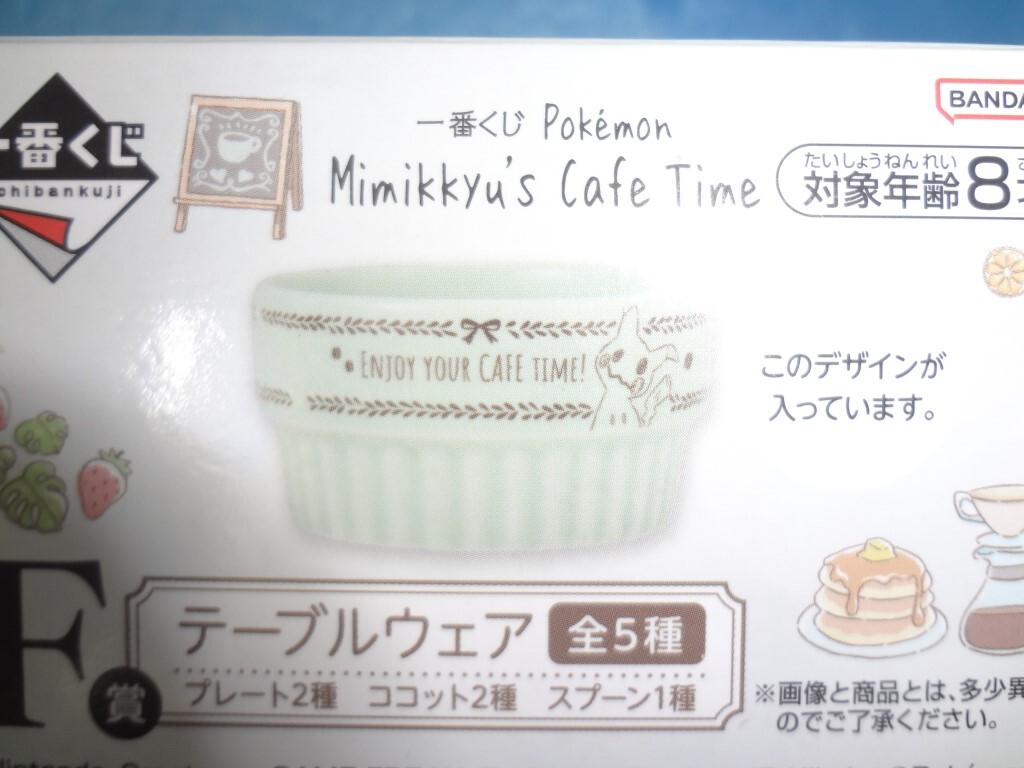 一番くじ
ichibankuji
一番くじ Pokémon
Mimikkyu's Cafe Time
BANDA
たいしょうねんれい
対象年齢8
ENJOY YOUR CAFE TIME!
このデザインが
入っています。
F賞
テーブルウェア 全5種
プレート2種 ココット2種 スプーン1種
※画像と商品とは、多少異
のでご了承ください。